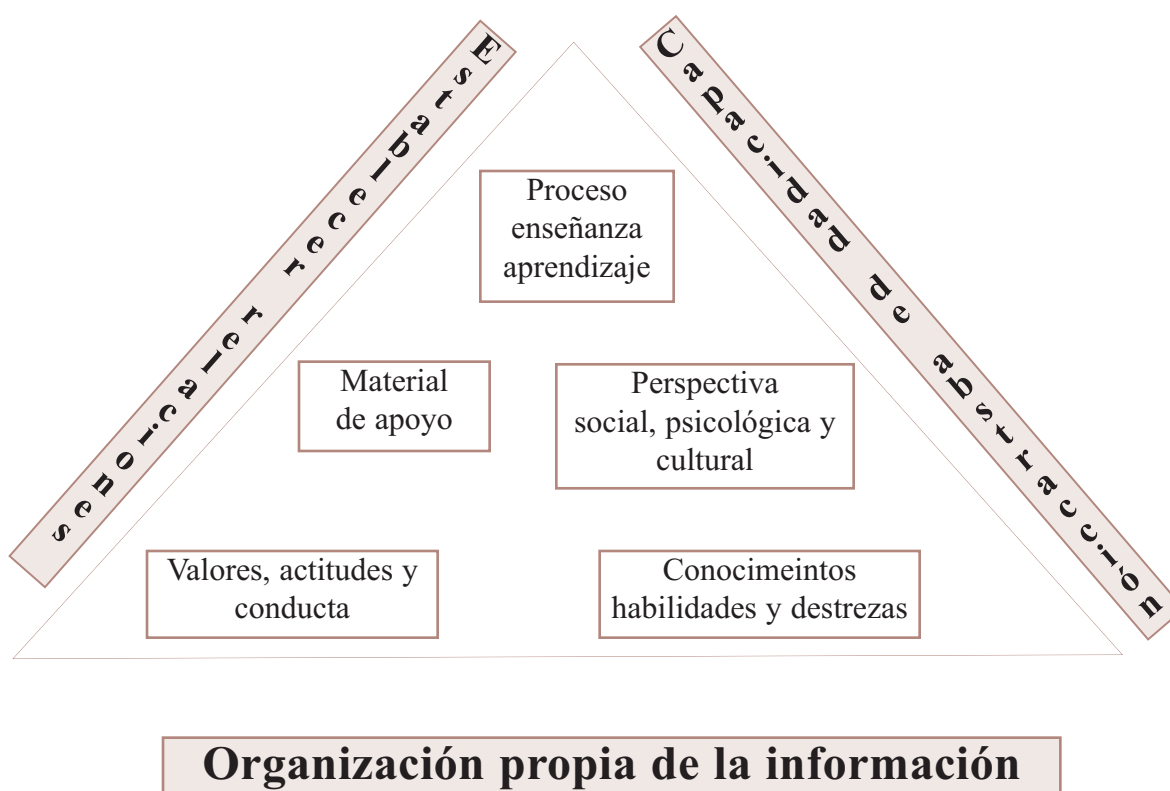 Establecer relaciones
Capacidad de abstracción
Proceso
enseñanza
aprendizaje
Material
de apoyo
Perspectiva
social, psicológica y
cultural
Valores, actitudes y
conducta
Conocimeintos
habilidades y destrezas
Organización propia de la información